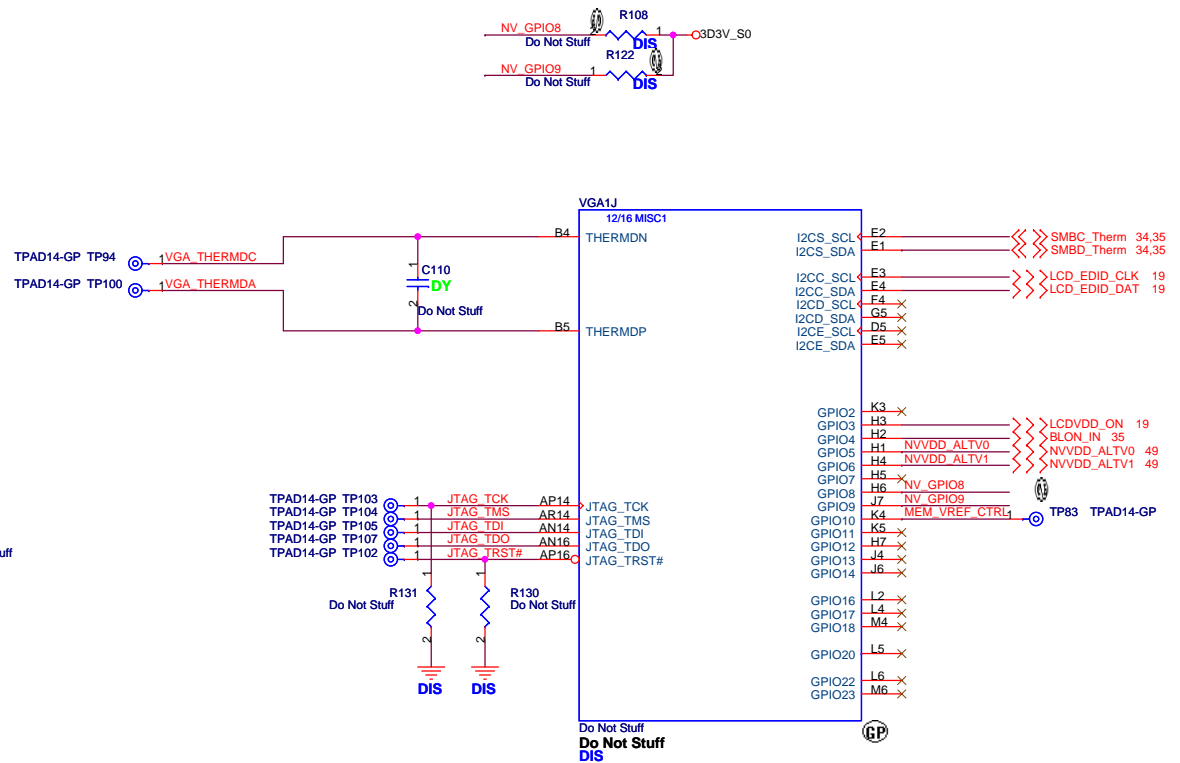 R108
NV_GPIO8 2 1 3D3V_S0
Do Not Stuff DIS
R122
NV_GPIO9 1 2
Do Not Stuff DIS
VGA1J
12/16 MISC1
B4 THERMDN
TPAD14-GP TP94 1 VGA_THERMDC
TPAD14-GP TP100 1 VGA_THERMDA
1
C110
DY
2
Do Not Stuff
B5 THERMDP
I2CS_SCL E2 SMBC_Therm 34,35
I2CS_SDA E1 SMBD_Therm 34,35
I2CC_SCL E3 LCD_EDID_CLK 19
I2CC_SDA E4 LCD_EDID_DAT 19
I2CD_SCL F4
I2CD_SDA G5
I2CE_SCL D5
I2CE_SDA E5
GPIO2 K3
GPIO3 H3 LCDVDD_ON 19
GPIO4 H2 BLON_IN 35
GPIO5 H1 NVVDD_ALTV0 NVVDD_ALTV0 49
GPIO6 H4 NVVDD_ALTV1 NVVDD_ALTV1 49
GPIO7 H5
GPIO8 H6 NV_GPIO8
GPIO9 J7 NV_GPIO9
GPIO10 K4 MEM_VREF_CTRL 1 TP83 TPAD14-GP
GPIO11 K5
GPIO12 H7
GPIO13 J4
GPIO14 J6
GPIO16 L2
GPIO17 L4
GPIO18 M4
GPIO20 L5
GPIO22 L6
GPIO23 M6
TPAD14-GP TP103 1 JTAG_TCK AP14 JTAG_TCK
TPAD14-GP TP104 1 JTAG_TMS AR14 JTAG_TMS
TPAD14-GP TP105 1 JTAG_TDI AN14 JTAG_TDI
TPAD14-GP TP107 1 JTAG_TDO AN16 JTAG_TDO
TPAD14-GP TP102 1 JTAG_TRST# AP16 JTAG_TRST#
uff
1 1
R131 R130
Do Not Stuff Do Not Stuff
2 2
DIS DIS
Do Not Stuff
Do Not Stuff
DIS
GP